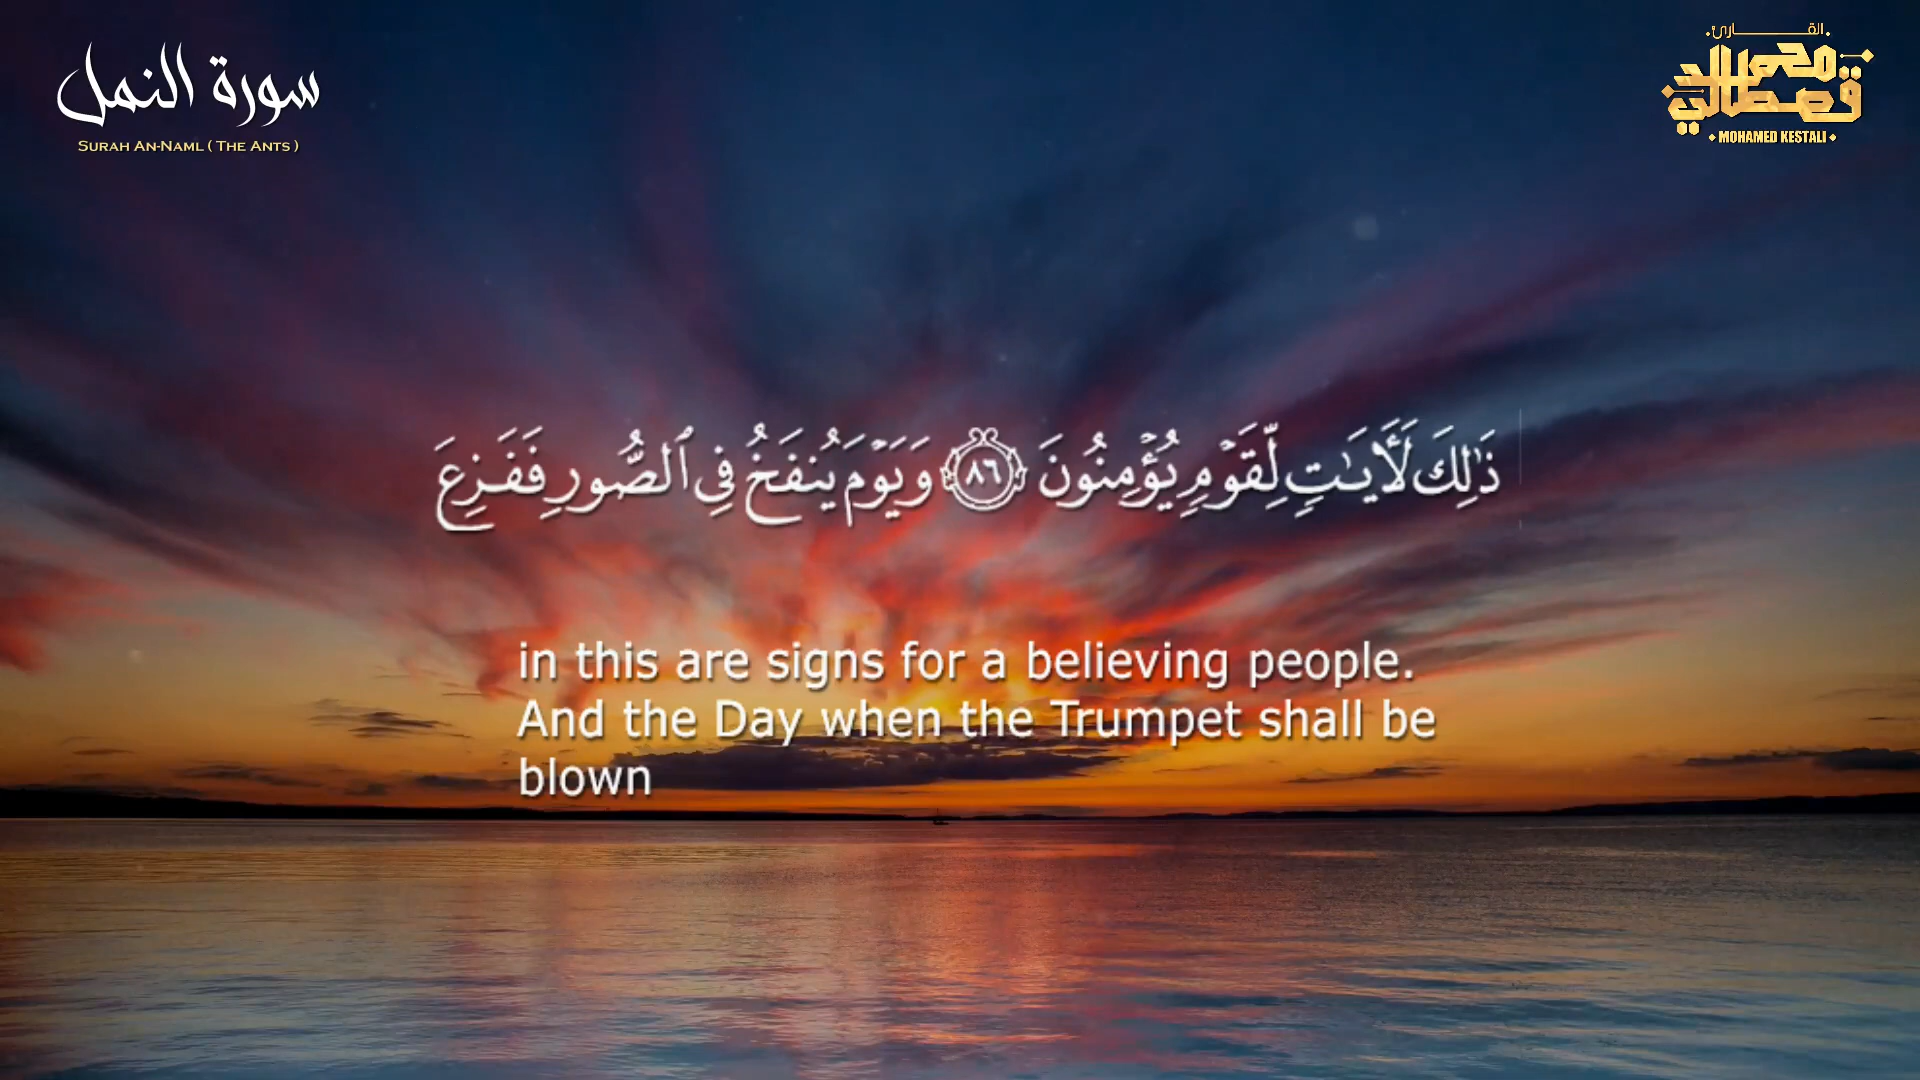 سورة النمل
SURAH AN-NAML ( THE ANTS )
القارئ
محمد
قصطالي
MOHAMED KESTALI
ذَٰلِكَ لَأٓيَٰتٖ لِّقَوۡمٖ يُؤۡمِنُونَ ٨٦ وَيَوۡمَ يُنفَخُ فِي ٱلصُّورِ فَفَزِعَ
in this are signs for a believing people.
And the Day when the Trumpet shall be
blown